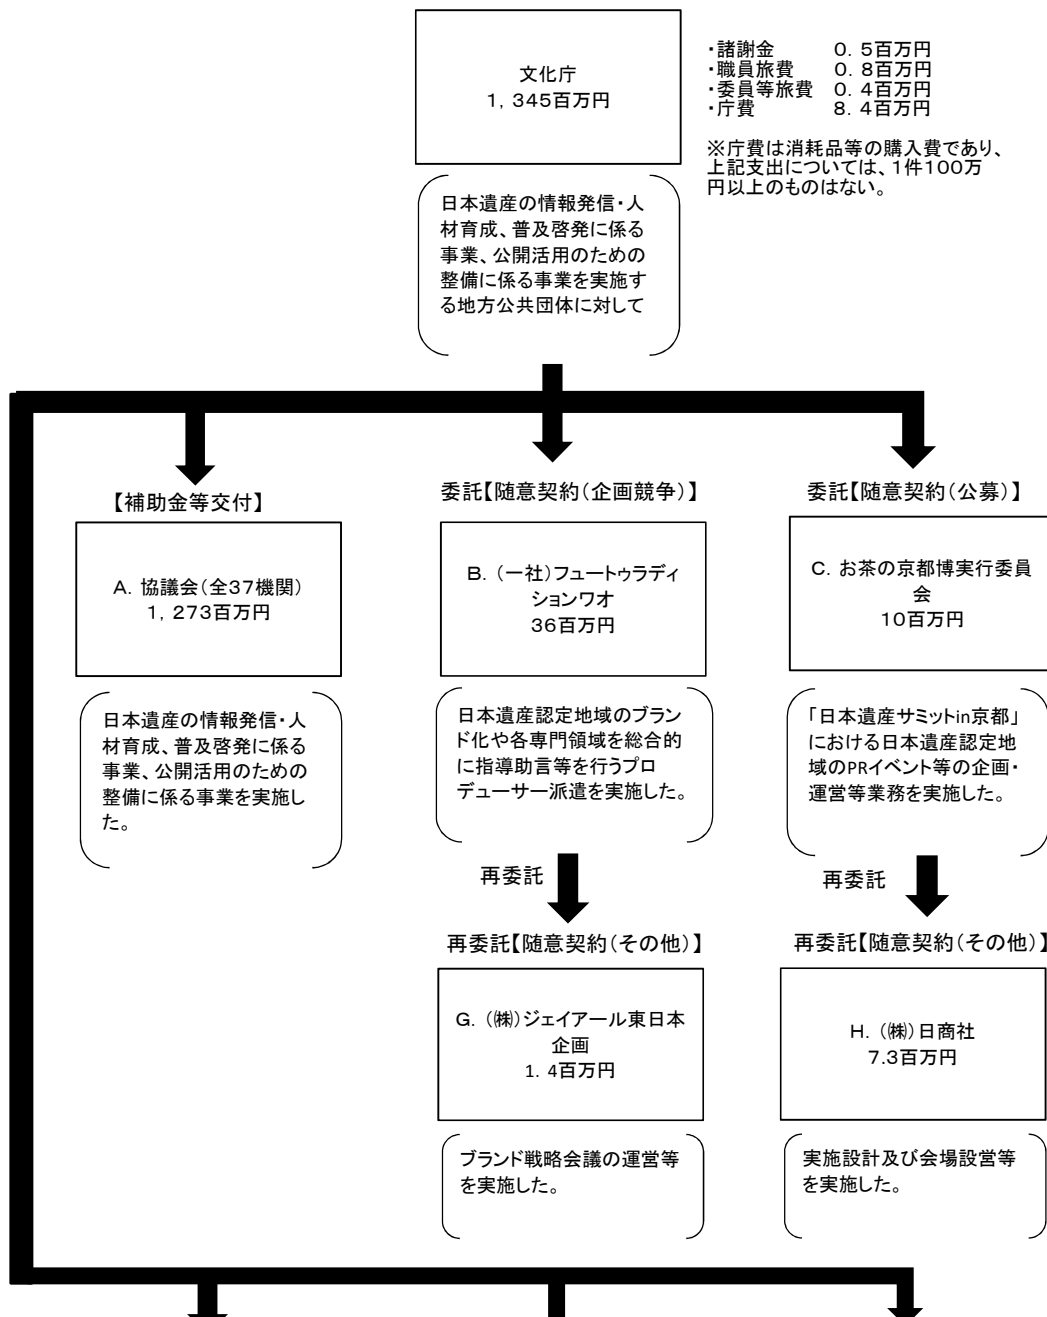 文化庁
1，345百万円
・諸謝金　　　０．５百万円
・職員旅費　　０．８百万円
・委員等旅費　０．４百万円
・庁費　　　　８．４百万円
※庁費は消耗品等の購入費であり、
上記支出については、１件１００万
円以上のものはない。
日本遺産の情報発信・人
材育成、普及啓発に係る
事業、公開活用のための
整備に係る事業を実施す
る地方公共団体に対して
【補助金等交付】
A．協議会（全37機関）
1，273百万円
日本遺産の情報発信・人
材育成、普及啓発に係る
事業、公開活用のための
整備に係る事業を実施し
た。
委託【随意契約（企画競争）】
B．（一社）フュートゥラディ
ションワオ
36百万円
日本遺産認定地域のブラン
ド化や各専門領域を総合的
に指導助言等を行うプロ
デューサー派遣を実施した。
再委託
再委託【随意契約（その他）】
G．（㈱）ジェイアール東日本
企画
1．4百万円
ブランド戦略会議の運営等
を実施した。
委託【随意契約（公募）】
C．お茶の京都博実行委員
会
10百万円
「日本遺産サミットin京都」
における日本遺産認定地
域のPRイベント等の企画・
運営等業務を実施した。
再委託
再委託【随意契約（その他）】
H．（㈱）日商社
7.3百万円
実施設計及び会場設営等
を実施した。